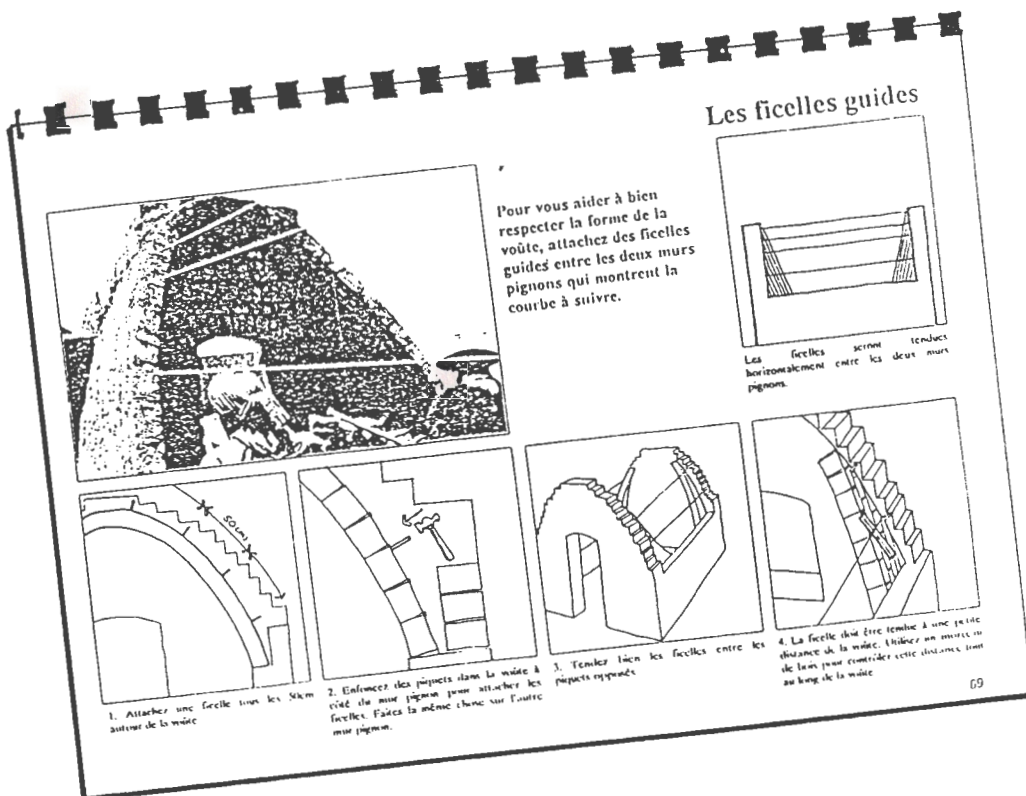 Les ficelles guides
Pour vous aider à bien
respecter la forme de la
voûte, attachez des ficelles
guides entre les deux murs
pignons qui montrent la
courbe à suivre.
Les ficelles seront tendues
horizontalement entre les deux murs
pignons.
50cm
1. Attachez une ficelle tous les 50cm
autour de la voûte
2. Enfoncez des piquets dans la voûte à
côté du mur pignon pour attacher les
ficelles. Faites la même chose sur l'autre
mur pignon.
3. Tendez bien les ficelles entre les
piquets opposés
4. La ficelle doit être tendue à une petite
distance de la voûte. Utilisez un morceau
de bois pour contrôler cette distance tout
au long de la voûte
69